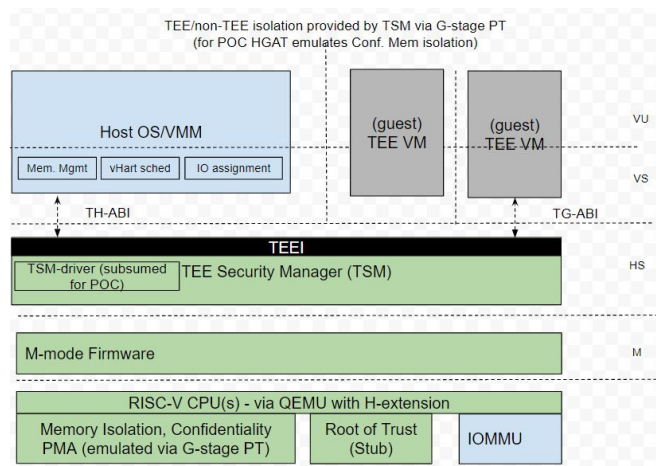 TEE/non-TEE isolation provided by TSM via G-stage PT
(for POC HGAT emulates Conf. Mem isolation)
Host OS/VMM
Mem. Mgmt
vHart sched
IO assignment
(guest)
TEE VM
(guest)
TEE VM
VU
VS
TH-ABI
TG-ABI
TEEI
TSM-driver (subsumed
for POC)
TEE Security Manager (TSM)
HS
M-mode Firmware
M
RISC-V CPU(s) - via QEMU with H-extension
Memory Isolation, Confidentiality
PMA (emulated via G-stage PT)
Root of Trust
(Stub)
IOMMU